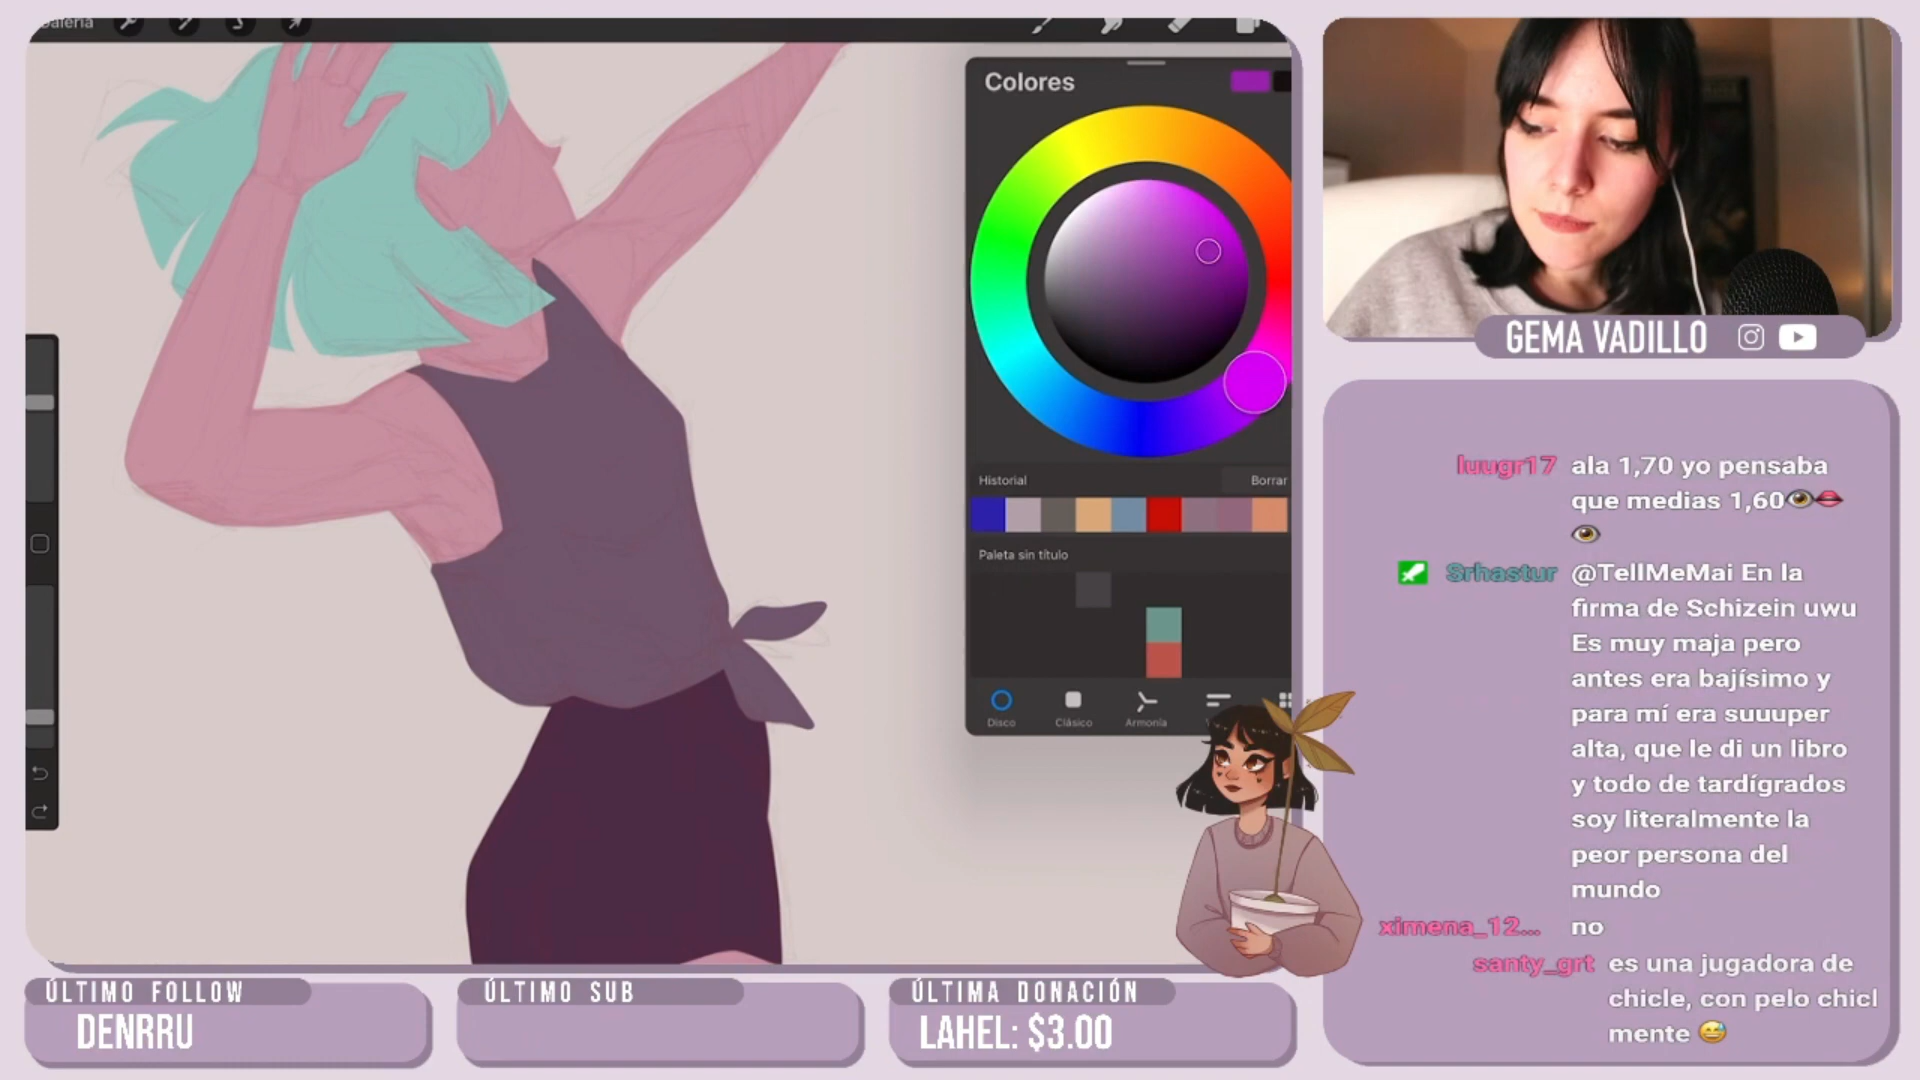 Galería
Colores
Historial
Borrar
Paleta sin título
Disco
Clásico
Armonía
GEMA VADILLO
luugr17 ala 1,70 yo pensaba
que medias 1,60👁️👄
👁️
Srhastur @TellMeMai En la
firma de Schizein uwu
Es muy maja pero
antes era bajísimo y
para mí era suuuper
alta, que le di un libro
y todo de tardígrados
soy literalmente la
peor persona del
mundo
ximena_12... no
santy_grt es una jugadora de
chicle, con pelo chicl
mente 😅
ÚLTIMO FOLLOW
DENRRU
ÚLTIMO SUB
ÚLTIMA DONACIÓN
LAHEL: $3.00